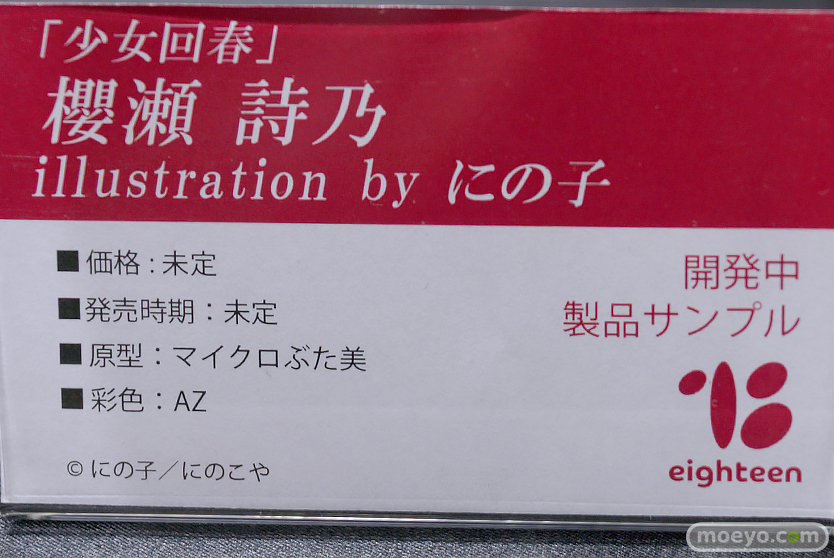 「少女回春」
櫻瀬 詩乃
illustration by にの子
■価格:未定
■発売時期:未定
■原型:マイクロぶた美
■彩色:AZ
©にの子/にのこや
開発中
製品サンプル
eighteen
moeyo.com